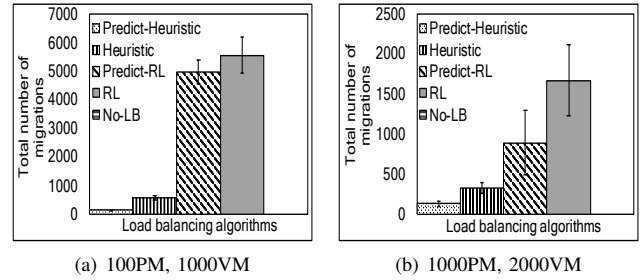 Total number of
migrations
7000
6000
5000
4000
3000
2000
1000
0
Predict-Heuristic
Heuristic
Predict-RL
RL
No-LB
Load balancing algorithms
(a) 100PM, 1000VM
Total number of
migrations
2500
2000
1500
1000
500
0
Predict-Heuristic
Heuristic
Predict-RL
RL
No-LB
Load balancing algorithms
(b) 1000PM, 2000VM